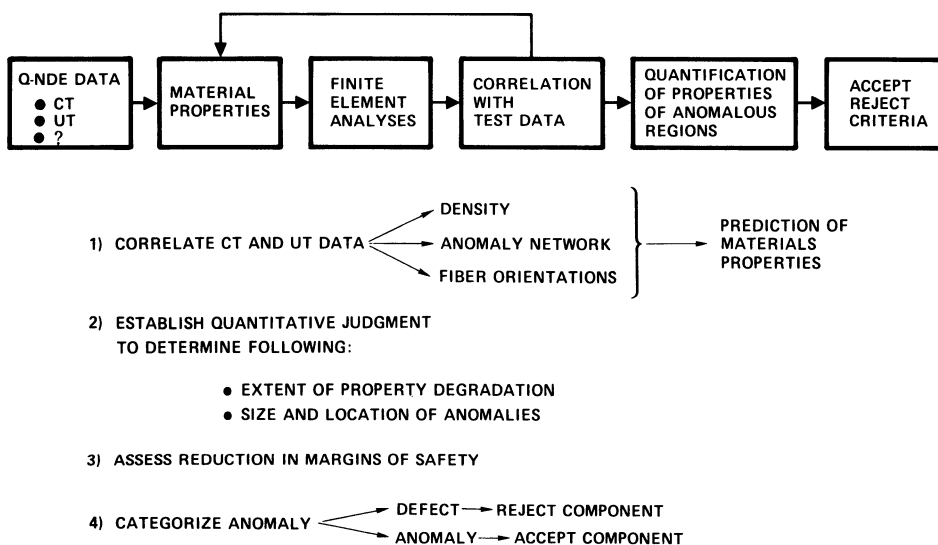 Q-NDE DATA
● CT
● UT
● ?
MATERIAL
PROPERTIES
FINITE
ELEMENT
ANALYSES
CORRELATION
WITH
TEST DATA
QUANTIFICATION
OF PROPERTIES
OF ANOMALOUS
REGIONS
ACCEPT
REJECT
CRITERIA
1) CORRELATE CT AND UT DATA
DENSITY
ANOMALY NETWORK
FIBER ORIENTATIONS
PREDICTION OF
MATERIALS
PROPERTIES
2) ESTABLISH QUANTITATIVE JUDGMENT
TO DETERMINE FOLLOWING:
● EXTENT OF PROPERTY DEGRADATION
● SIZE AND LOCATION OF ANOMALIES
3) ASSESS REDUCTION IN MARGINS OF SAFETY
4) CATEGORIZE ANOMALY
DEFECT
REJECT COMPONENT
ANOMALY
ACCEPT COMPONENT